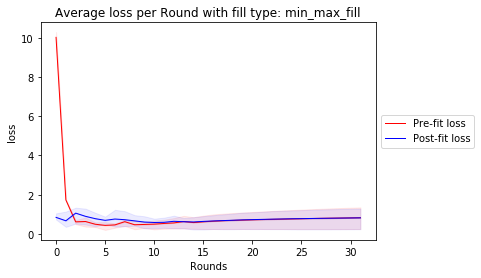 Average loss per Round with fill type: min_max_fill
10
8
6
4
2
0
loss
0 5 10 15 20 25 30
Rounds
Pre-fit loss
Post-fit loss